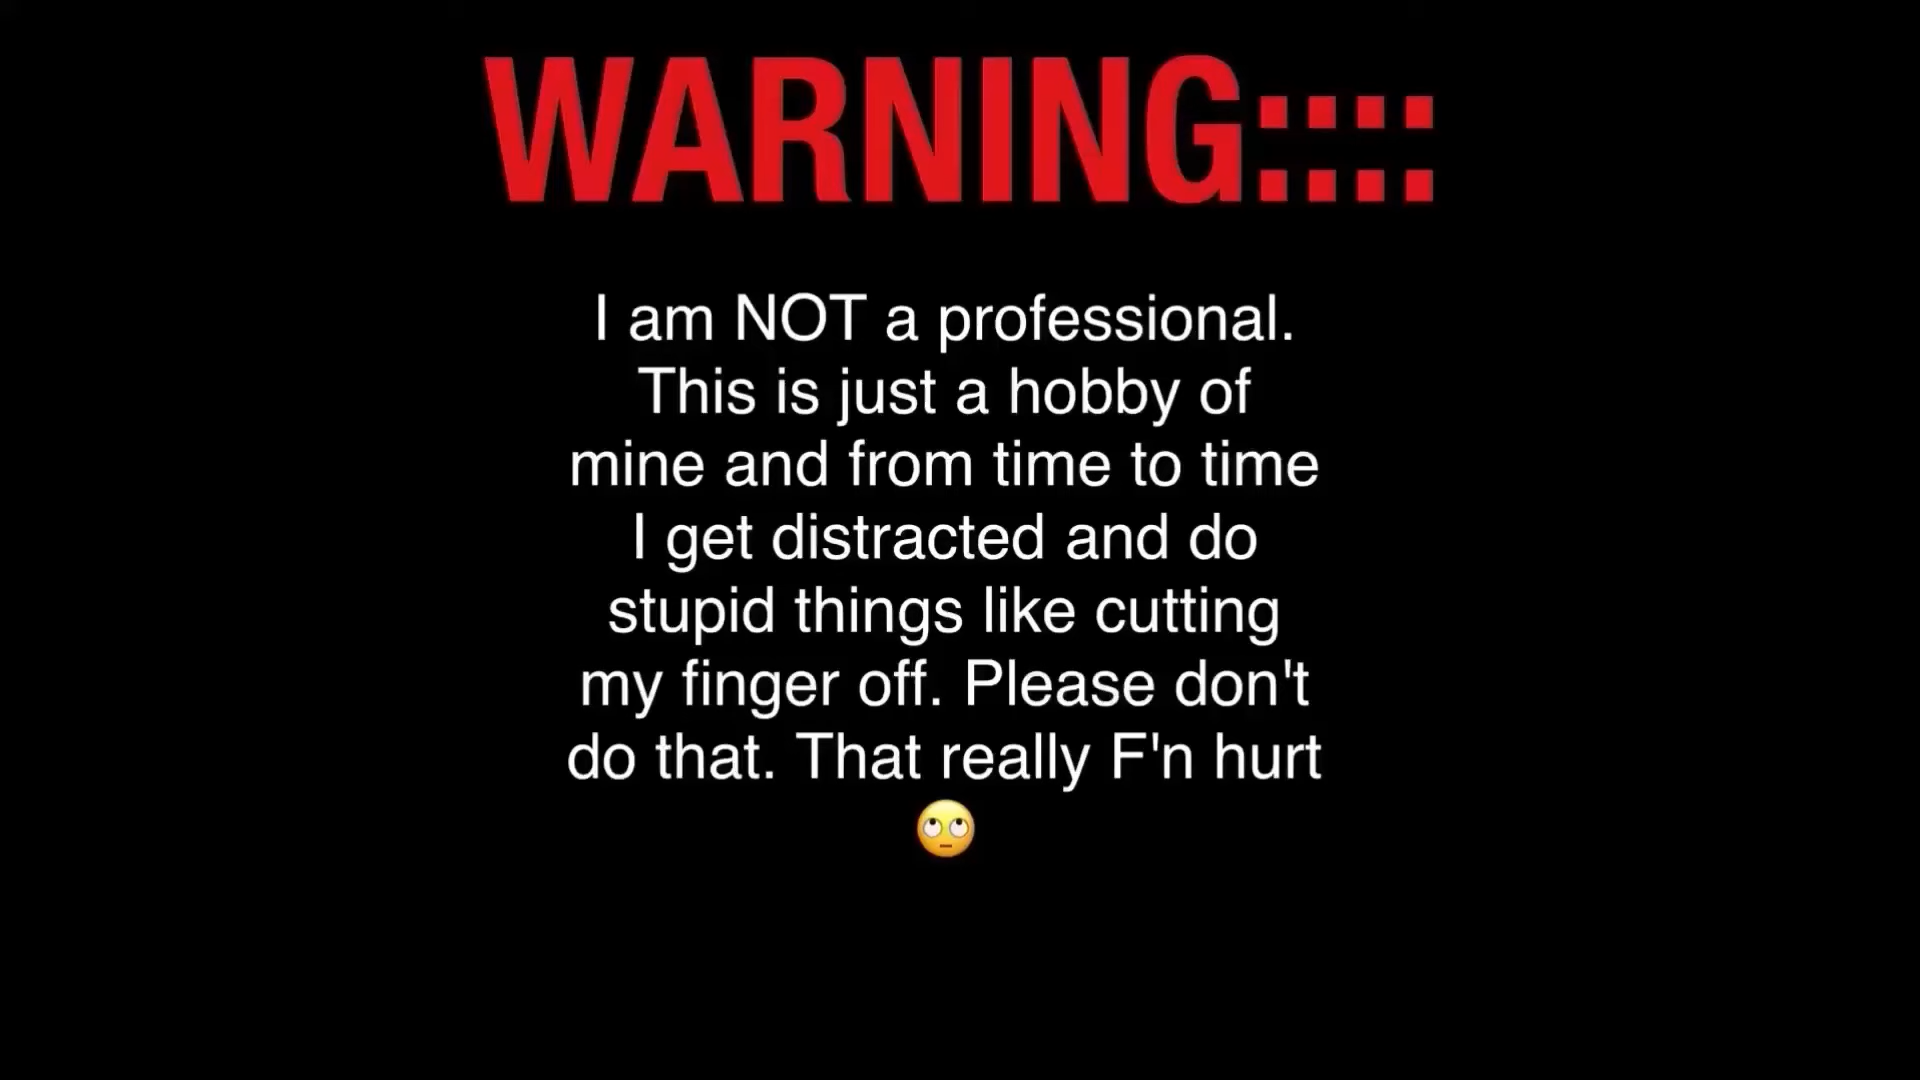 WARNING::::
I am NOT a professional.
This is just a hobby of
mine and from time to time
I get distracted and do
stupid things like cutting
my finger off. Please don't
do that. That really F'n hurt
🙄